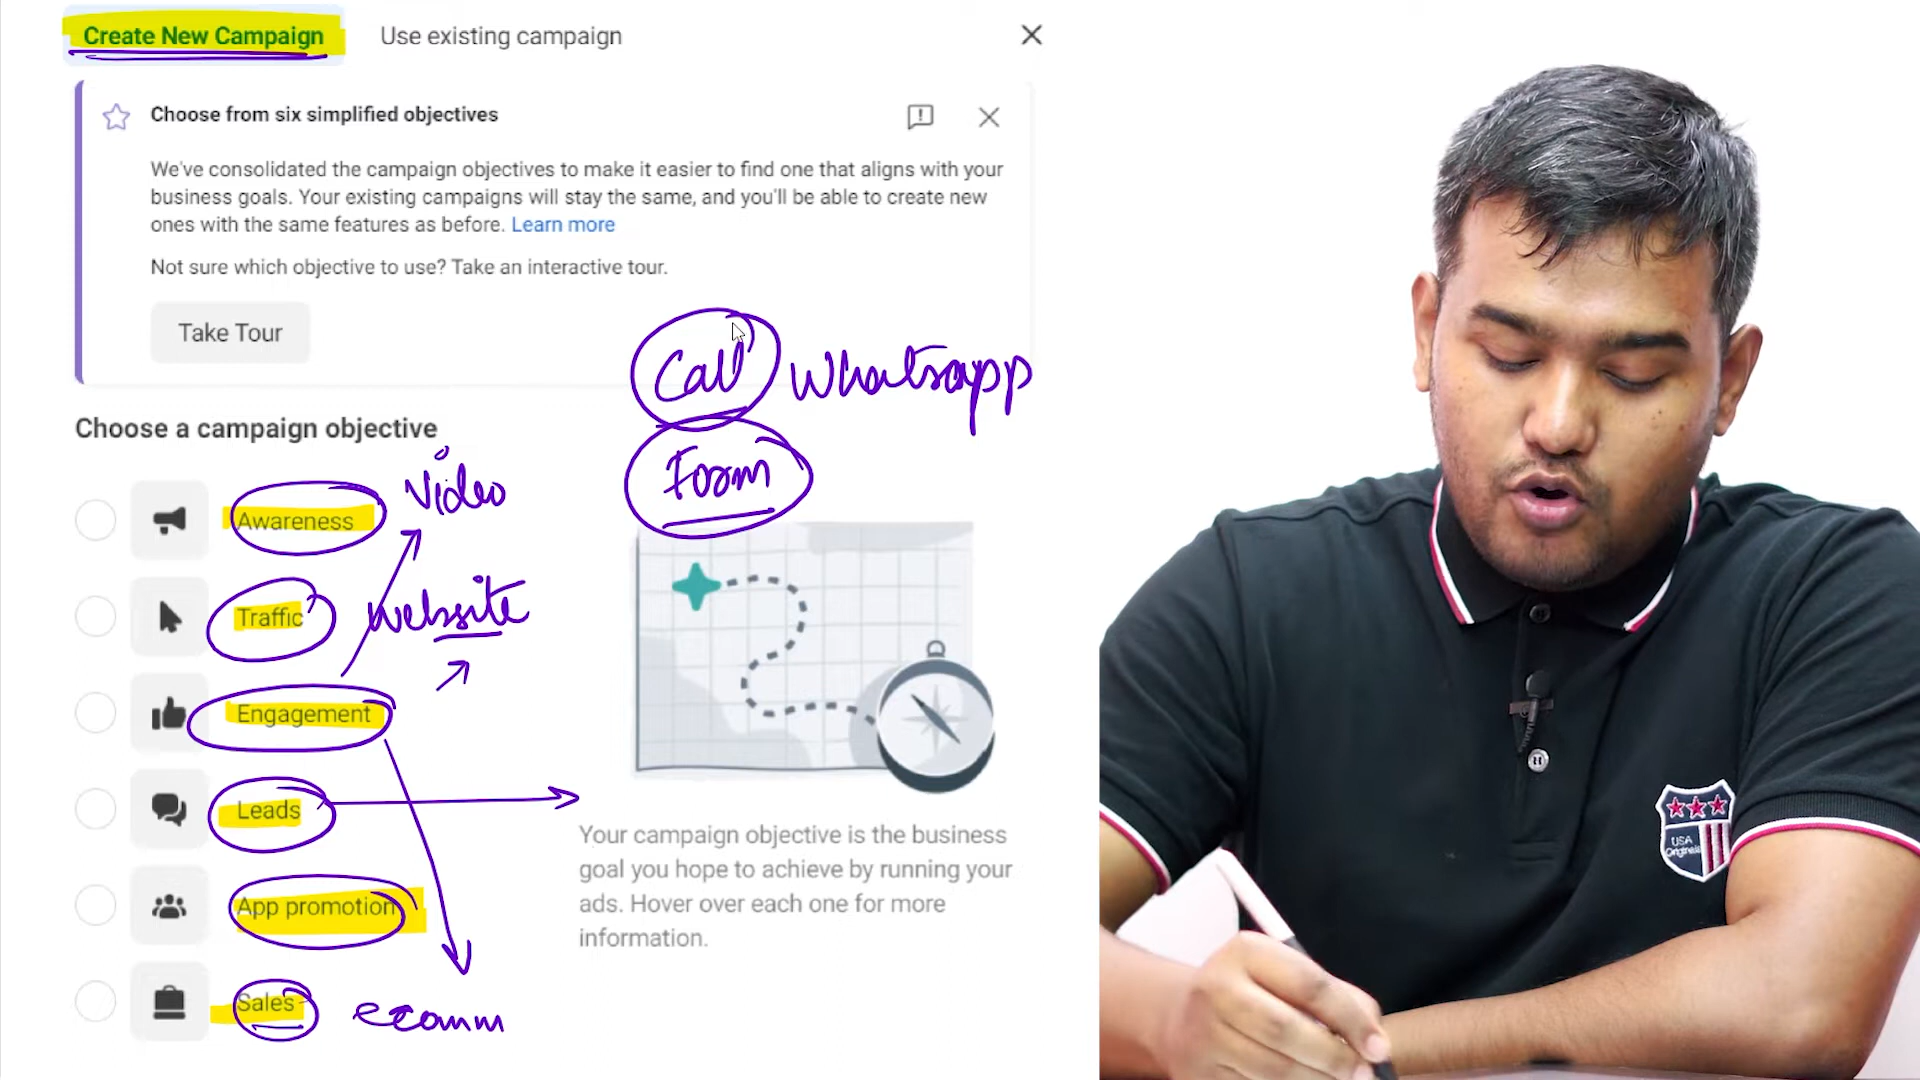 Create New Campaign Use existing campaign
Choose from six simplified objectives
We've consolidated the campaign objectives to make it easier to find one that aligns with your
business goals. Your existing campaigns will stay the same, and you'll be able to create new
ones with the same features as before. Learn more
Not sure which objective to use? Take an interactive tour.
Take Tour
Call Whatsapp
Form
Choose a campaign objective
Awareness
Video
Traffic
Website
Engagement
Leads
App promotion
Sales
ecomm
Your campaign objective is the business
goal you hope to achieve by running your
ads. Hover over each one for more
information.
USA
Originals